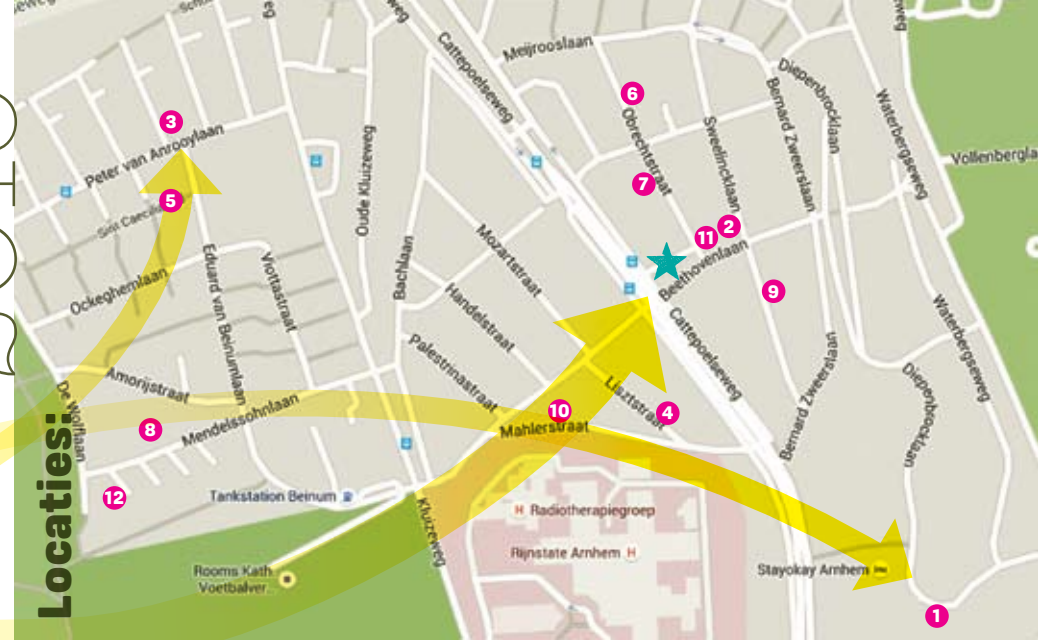 Cattepoelseweg
Meijrooslaan
Diepenbrocklaan
Waterbergseweg
Vollenbergla
3
Peter van Anrooylaan
6
Obrechtstraat
Sweelincklaan
Bernard Zweerslaan
Oude Kluizeweg
5
7
Sint Caecilia
11
2
Beethovenlaan
Ockeghemlaan
Eduard van Beinumlaan
Viottastraat
Bachlaan
Mozartstraat
Handelstraat
Palestrinastraat
9
Cattepoelseweg
Waterbergseweg
Bernard Zweerslaan
Diepenbrocklaan
De Wolflaan
Amorijstraat
Mendelssohnlaan
8
12
10
Mahlerstraat
Lisztstraat
4
Tankstation Beinum
Kluizeweg
H Radiotherapiegroep
Rijnstate Arnhem H
Rooms Kath
Voetbalver...
Stayokay Arnhem
1
Locaties: